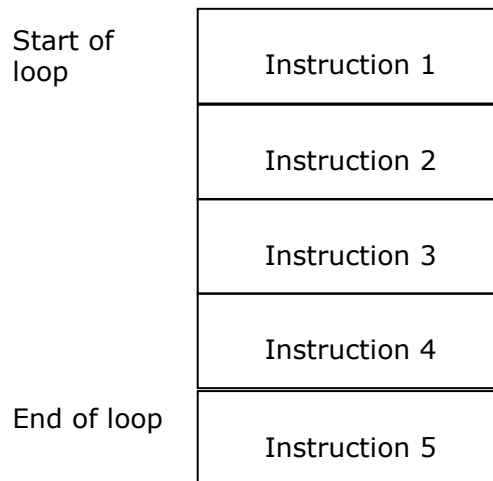 Start of
loop
Instruction 1
Instruction 2
Instruction 3
Instruction 4
End of loop
Instruction 5